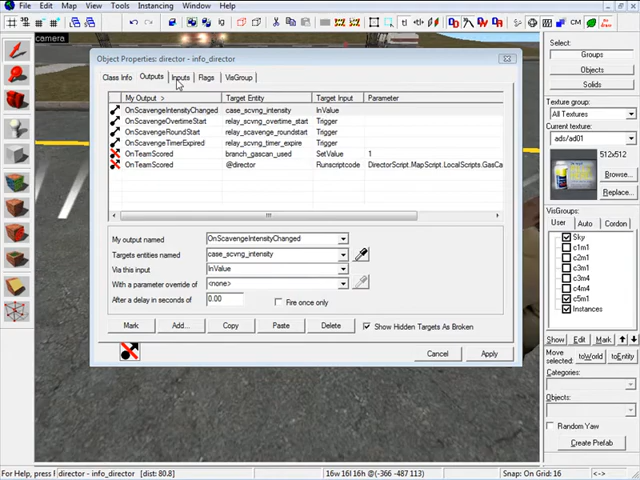 File Edit Map View Tools Instancing Window Help
camera
Object Properties: director - info_director
Class Info Outputs Inputs Flags VisGroup
My Output > Target Entity Target Input Parameter
OnScavengeIntensityChanged case_scvng_intensity InValue
OnScavengeOvertimeStart relay_scvng_overtime_start Trigger
OnScavengeRoundStart relay_scavenge_roundstart Trigger
OnScavengeTimerExpired relay_scvng_timer_expire Trigger
OnTeamScored branch_gascan_used SetValue 1
OnTeamScored @director Runscriptcode DirectorScript.MapScript.LocalScripts.GasCa
My output named OnScavengeIntensityChanged
Targets entities named case_scvng_intensity
Via this input InValue
With a parameter override of <none>
After a delay in seconds of 0.00 Fire once only
Mark Add... Copy Paste Delete Show Hidden Targets As Broken
Cancel Apply
Select:
Groups
Objects
Solids
Texture group:
All Textures
Current texture:
ads/ad01
512x512
Browse...
Replace...
VisGroups:
User Auto Cordon
Sky
c1m1
c2m1
c3m1
c3m4
c4m5
c5m1
Instances
Show Edit Mark
Move selected: toWorld toEntity
Categories:
Objects:
Random Yaw
Create Prefab
For Help, press director - info_director [dist: 80.8] 16w 16l 16h @(-366 -487 113) Snap: On Grid: 16